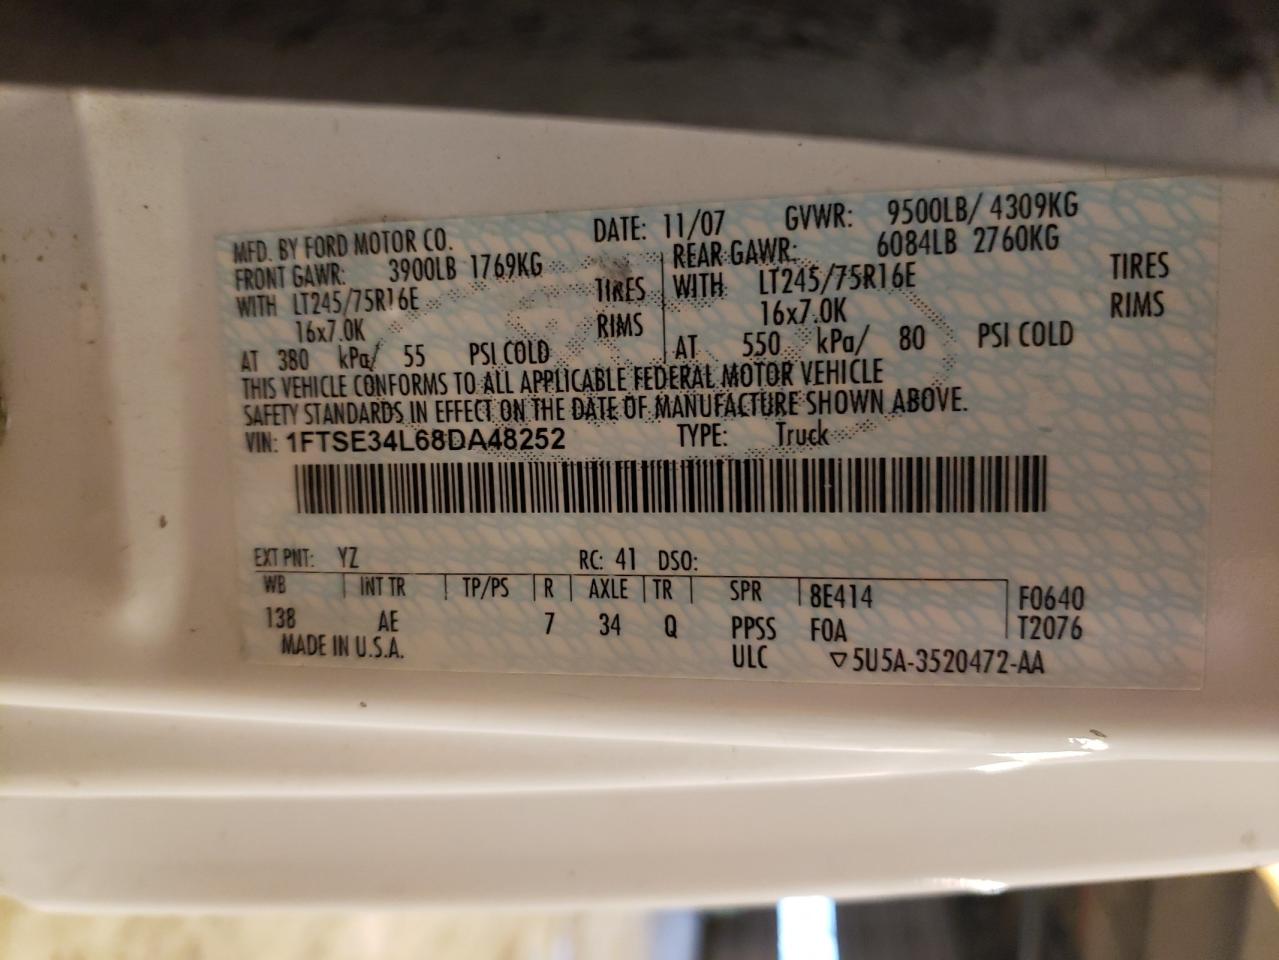 MFD. BY FORD MOTOR CO. DATE: 11/07 GVWR: 9500LB/ 4309KG
FRONT GAWR: 3900LB 1769KG REAR GAWR: 6084LB 2760KG
WITH LT245/75R16E TIRES WITH LT245/75R16E TIRES
16x7.0K RIMS 16x7.0K RIMS
AT 380 kPa/ 55 PSI COLD AT 550 kPa/ 80 PSI COLD
THIS VEHICLE CONFORMS TO ALL APPLICABLE FEDERAL MOTOR VEHICLE
SAFETY STANDARDS IN EFFECT ON THE DATE OF MANUFACTURE SHOWN ABOVE.
VIN: 1FTSE34L68DA48252 TYPE: Truck
EXT PNT: YZ RC: 41 DSO:
WB INT TR TP/PS R AXLE TR SPR 8E414 F0640
138 AE 7 34 Q PPSS F0A T2076
MADE IN U.S.A. ULC ▽5U5A-3520472-AA